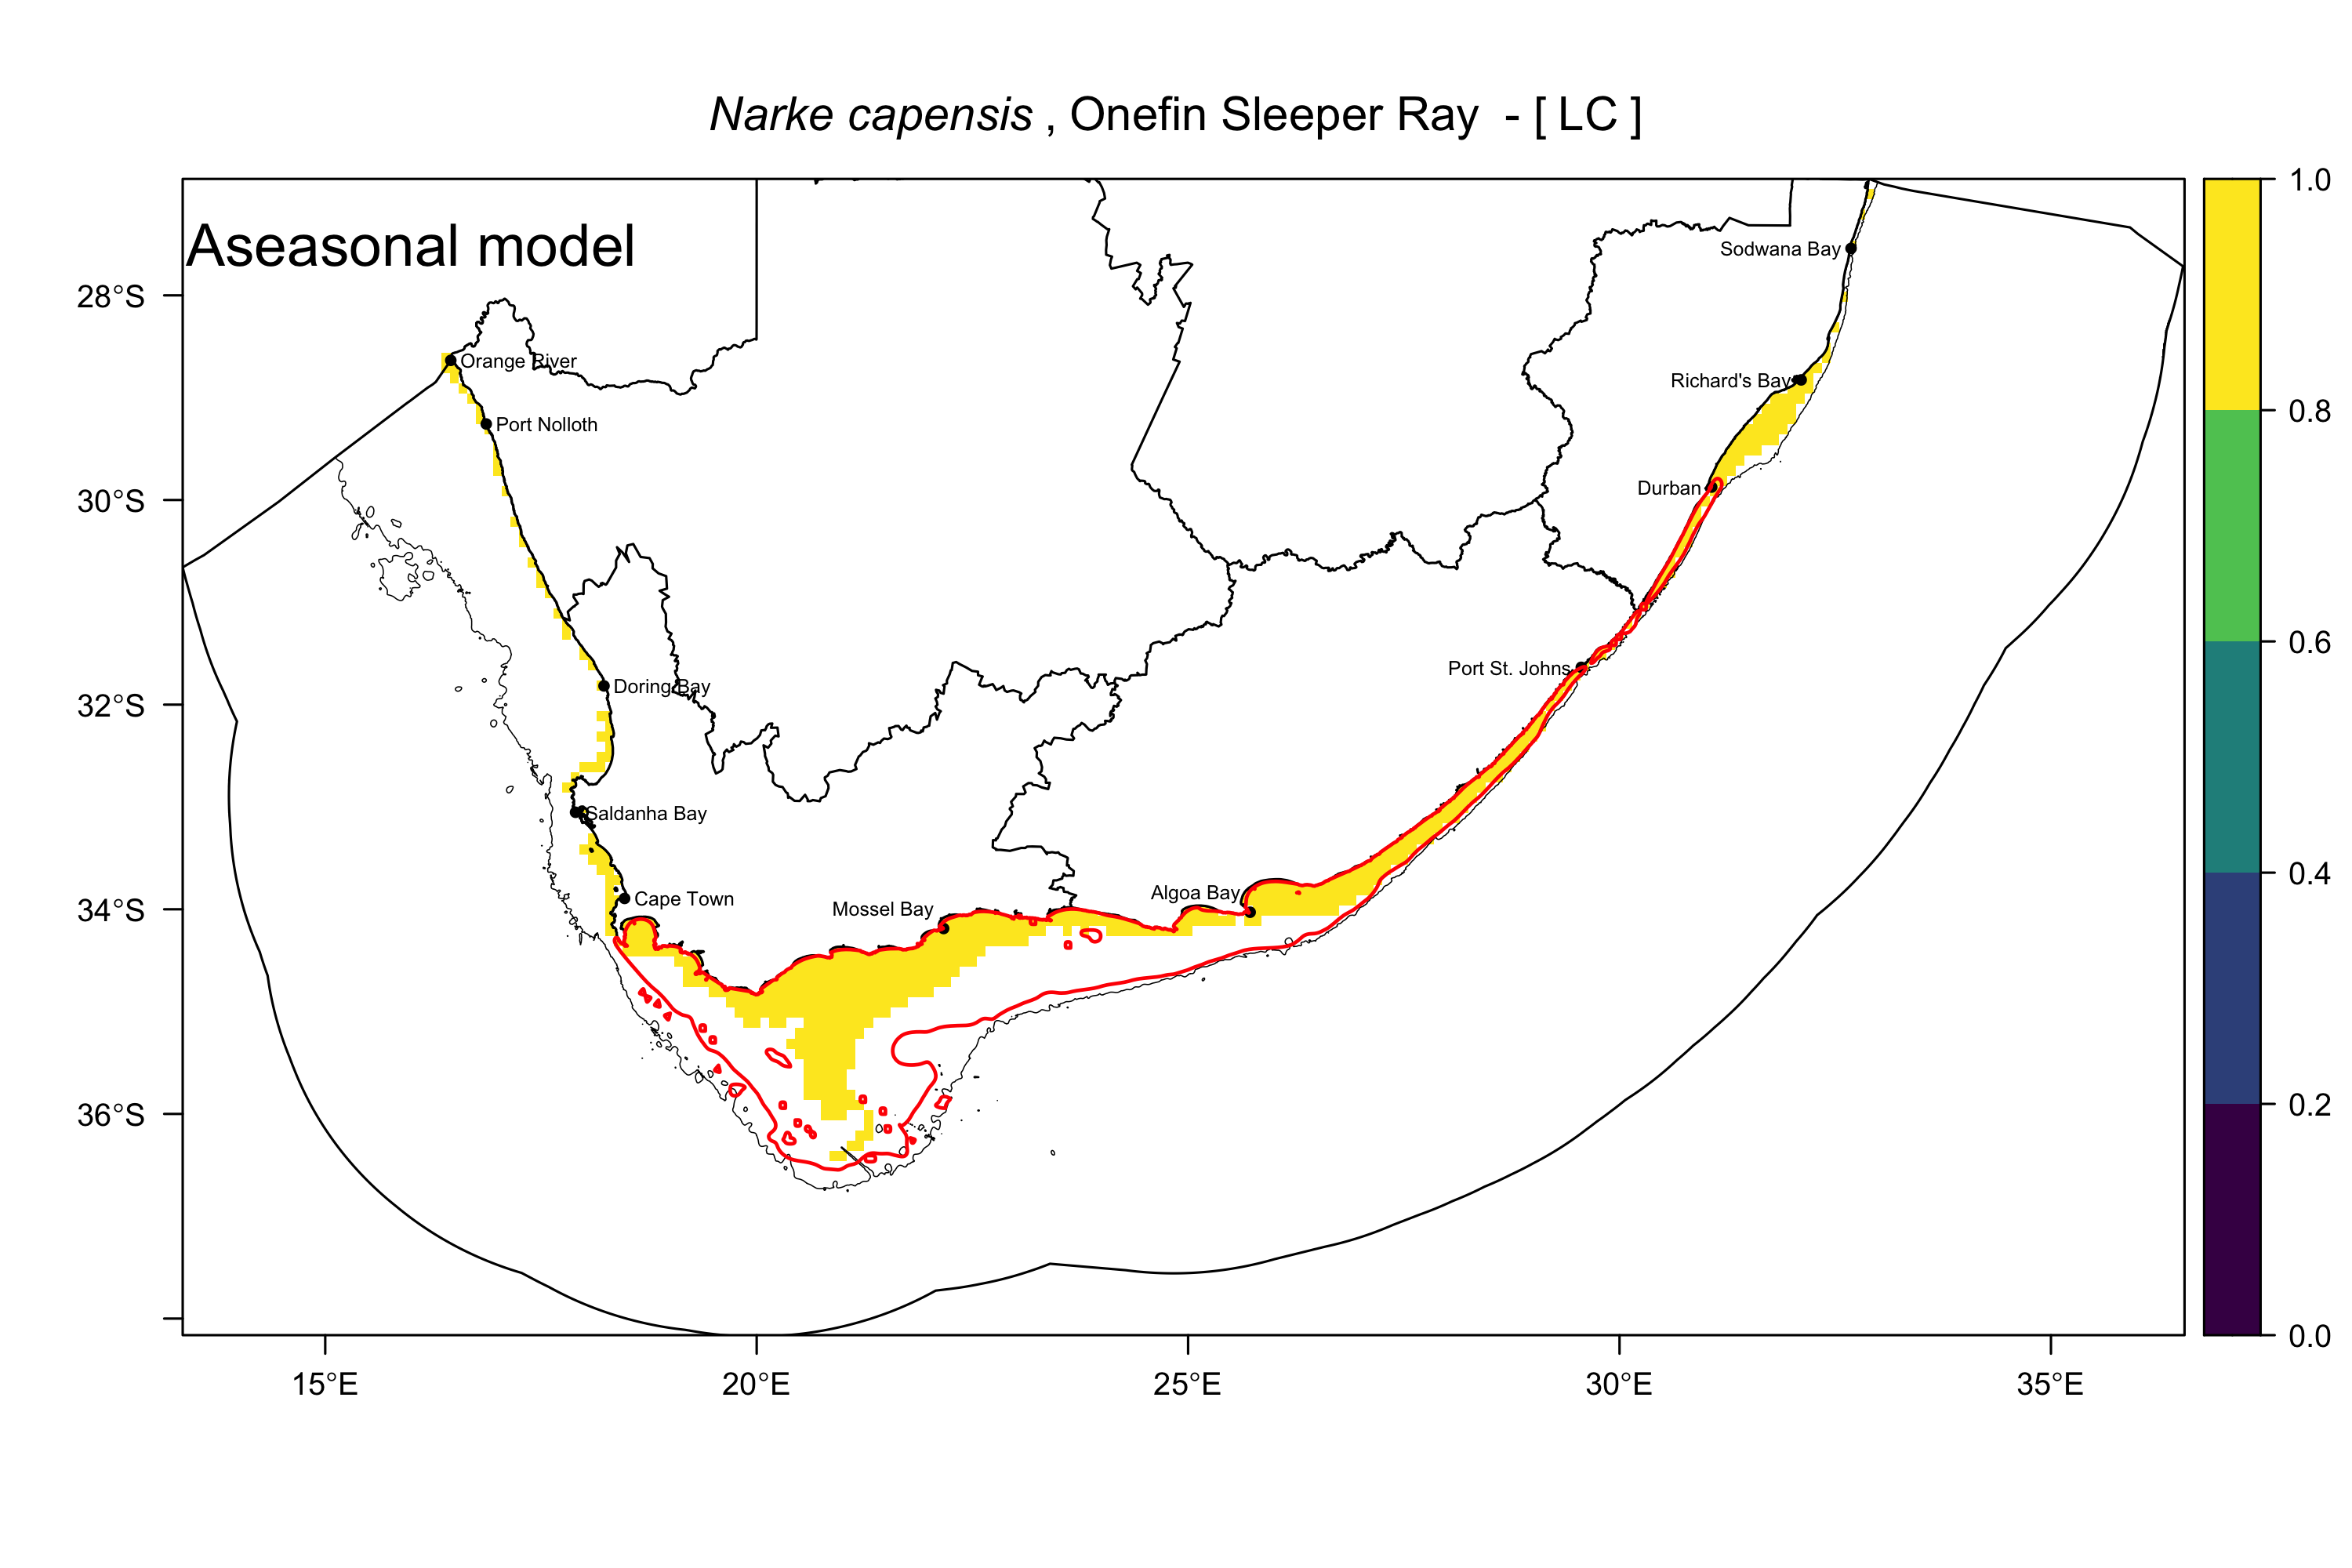 Narke capensis , Onefin Sleeper Ray - [ LC ]
Aseasonal model
1.0
0.8
0.6
0.4
0.2
0.0
28°S
30°S
32°S
34°S
36°S
Sodwana Bay
Orange River
Richard's Bay
Port Nolloth
Durban
Port St. Johns
Doring Bay
Saldanha Bay
Algoa Bay
Cape Town
Mossel Bay
15°E
20°E
25°E
30°E
35°E